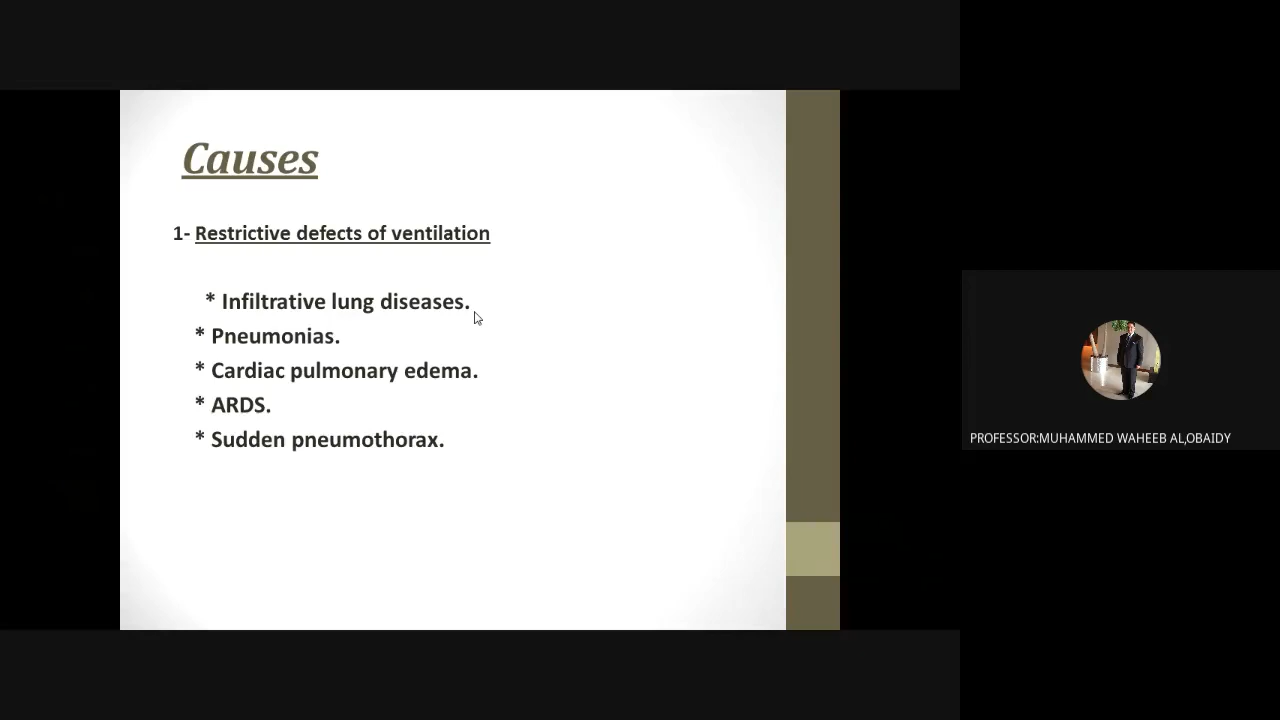 Causes
1- Restrictive defects of ventilation
* Infiltrative lung diseases.
* Pneumonias.
* Cardiac pulmonary edema.
* ARDS.
* Sudden pneumothorax.
PROFESSOR:MUHAMMED WAHEEB AL,OBAIDY